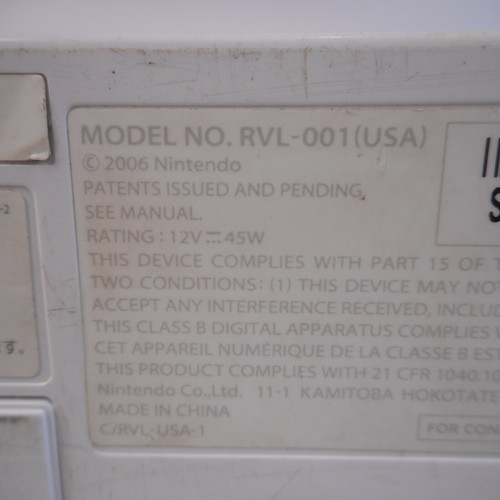 MODEL NO. RVL-001(USA)
© 2006 Nintendo
PATENTS ISSUED AND PENDING,
SEE MANUAL.
RATING : 12V⎓45W
THIS DEVICE COMPLIES WITH PART 15 OF
TWO CONDITIONS: (1) THIS DEVICE MAY NOT
ACCEPT ANY INTERFERENCE RECEIVED,
THIS CLASS B DIGITAL APPARATUS COMPLIES
CET APPAREIL NUMÉRIQUE DE LA CLASSE B EST
THIS PRODUCT COMPLIES WITH 21 CFR 1040.10
Nintendo Co.,Ltd. 11-1 KAMITOBA HOKOTATE
MADE IN CHINA
C/RVL-USA-1
FOR
-2
す。